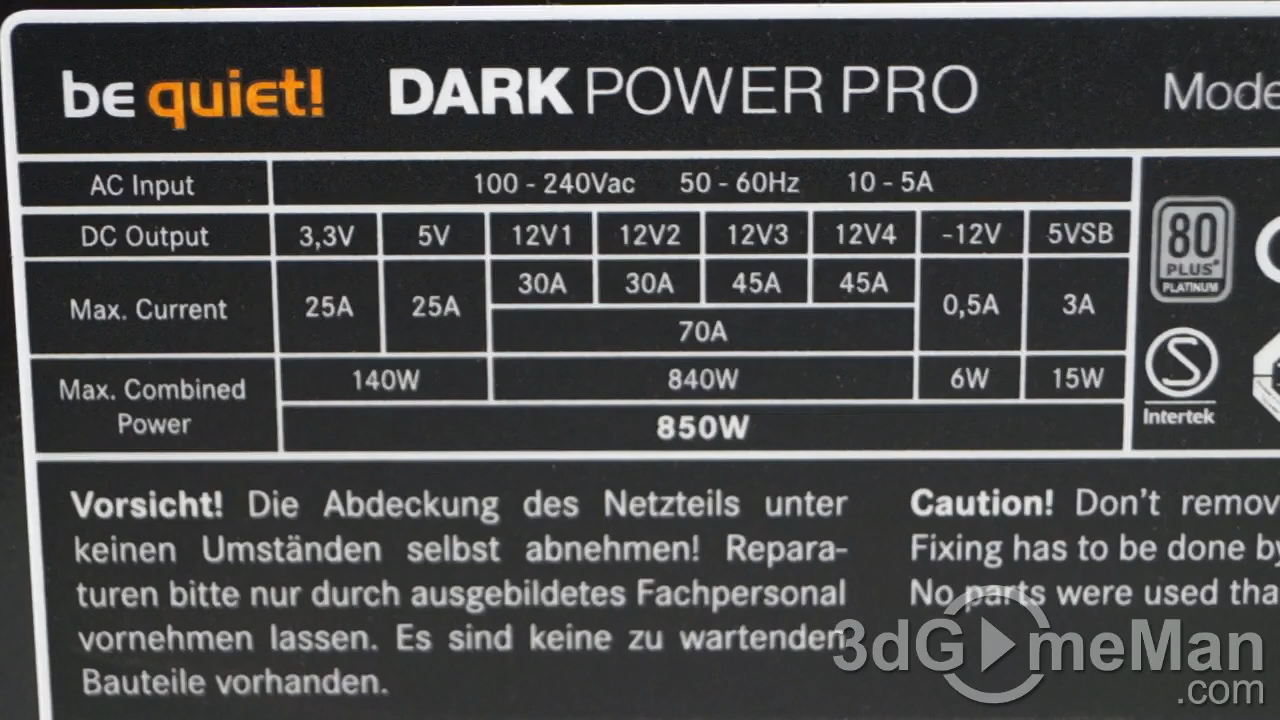 be quiet! DARK POWER PRO
AC Input 100 - 240Vac 50 - 60Hz 10 - 5A
DC Output 3,3V 5V 12V1 12V2 12V3 12V4 -12V 5VSB
Max. Current 25A 25A 30A 30A 45A 45A 0,5A 3A
70A
Max. Combined Power 140W 840W 6W 15W
850W
80
PLUS
PLATINUM
Intertek
Vorsicht! Die Abdeckung des Netzteils unter
keinen Umständen selbst abnehmen! Repara-
turen bitte nur durch ausgebildetes Fachpersonal
vornehmen lassen. Es sind keine zu wartenden
Bauteile vorhanden.
Caution! Don't remov
Fixing has to be done by
No parts were used tha
3dGameMan
.com